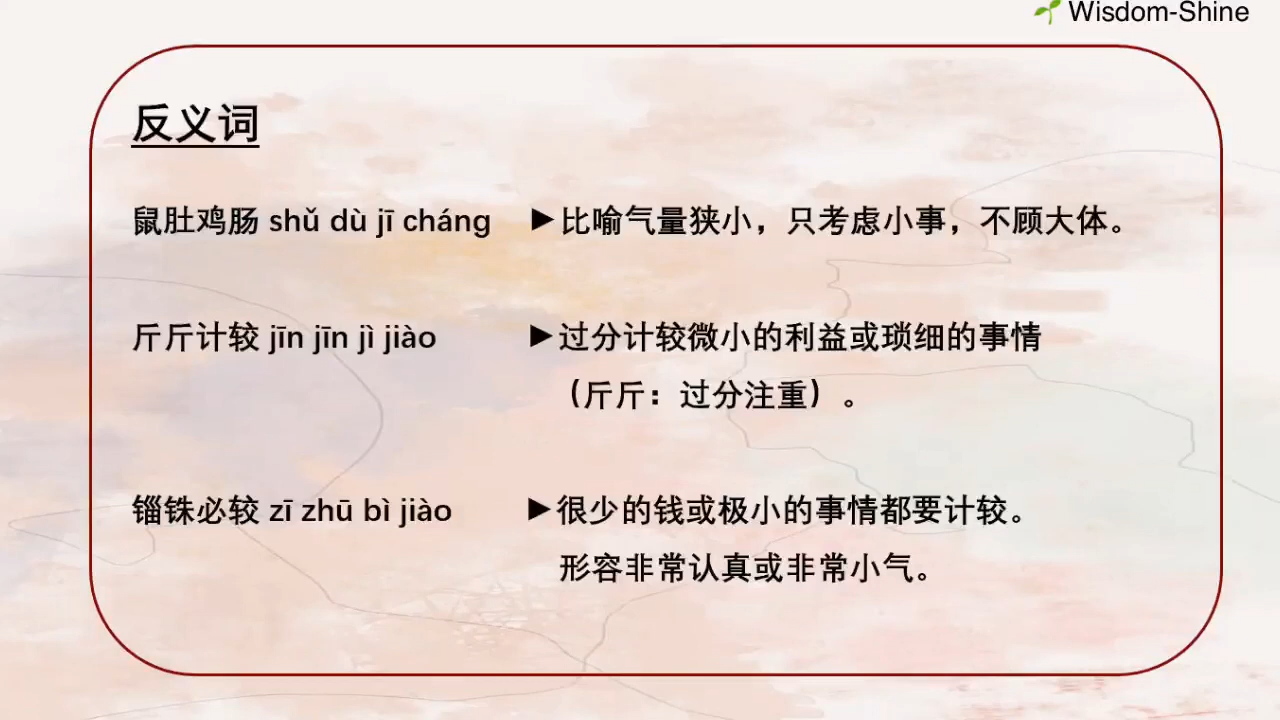 Wisdom-Shine
反义词
鼠肚鸡肠 shǔ dù jī cháng ▶比喻气量狭小，只考虑小事，不顾大体。
斤斤计较 jīn jīn jì jiào ▶过分计较微小的利益或琐细的事情
（斤斤：过分注重）。
锱铢必较 zī zhū bì jiào ▶很少的钱或极小的事情都要计较。
形容非常认真或非常小气。